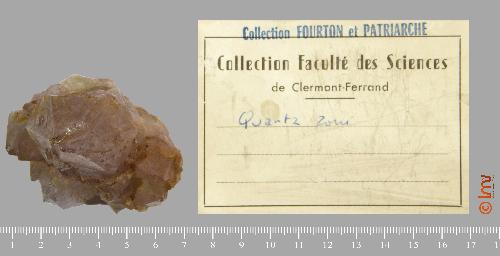 Collection FOURTON et PATRIARCHE
Collection Faculté des Sciences
de Clermont-Ferrand
Quartz
© lmv
1 2 3 4 5 6 7 8 9 10 11 12 13 14 15 16 17